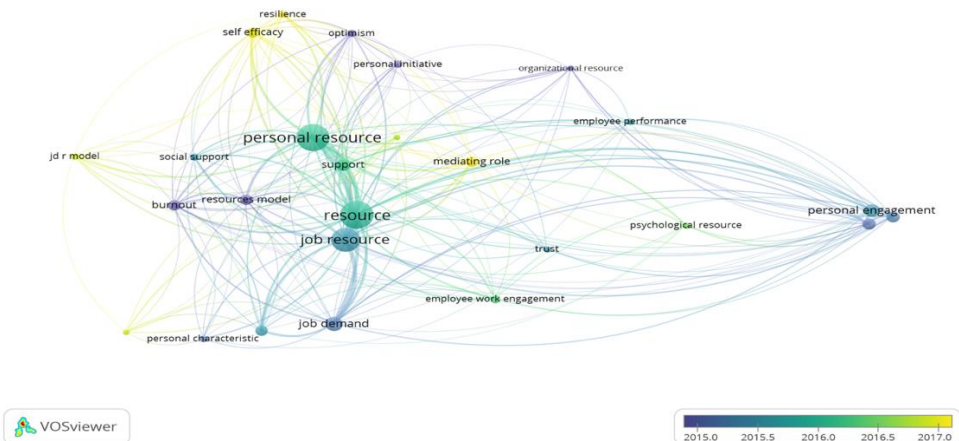 resilience
self efficacy
optimism
personal initiative
organizational resource
employee performance
personal resource
jd r model
social support
support
mediating role
burnout
resources model
resource
personal engagement
job resource
psychological resource
trust
employee work engagement
job demand
personal characteristic
VOSviewer
2015.0 2015.5 2016.0 2016.5 2017.0